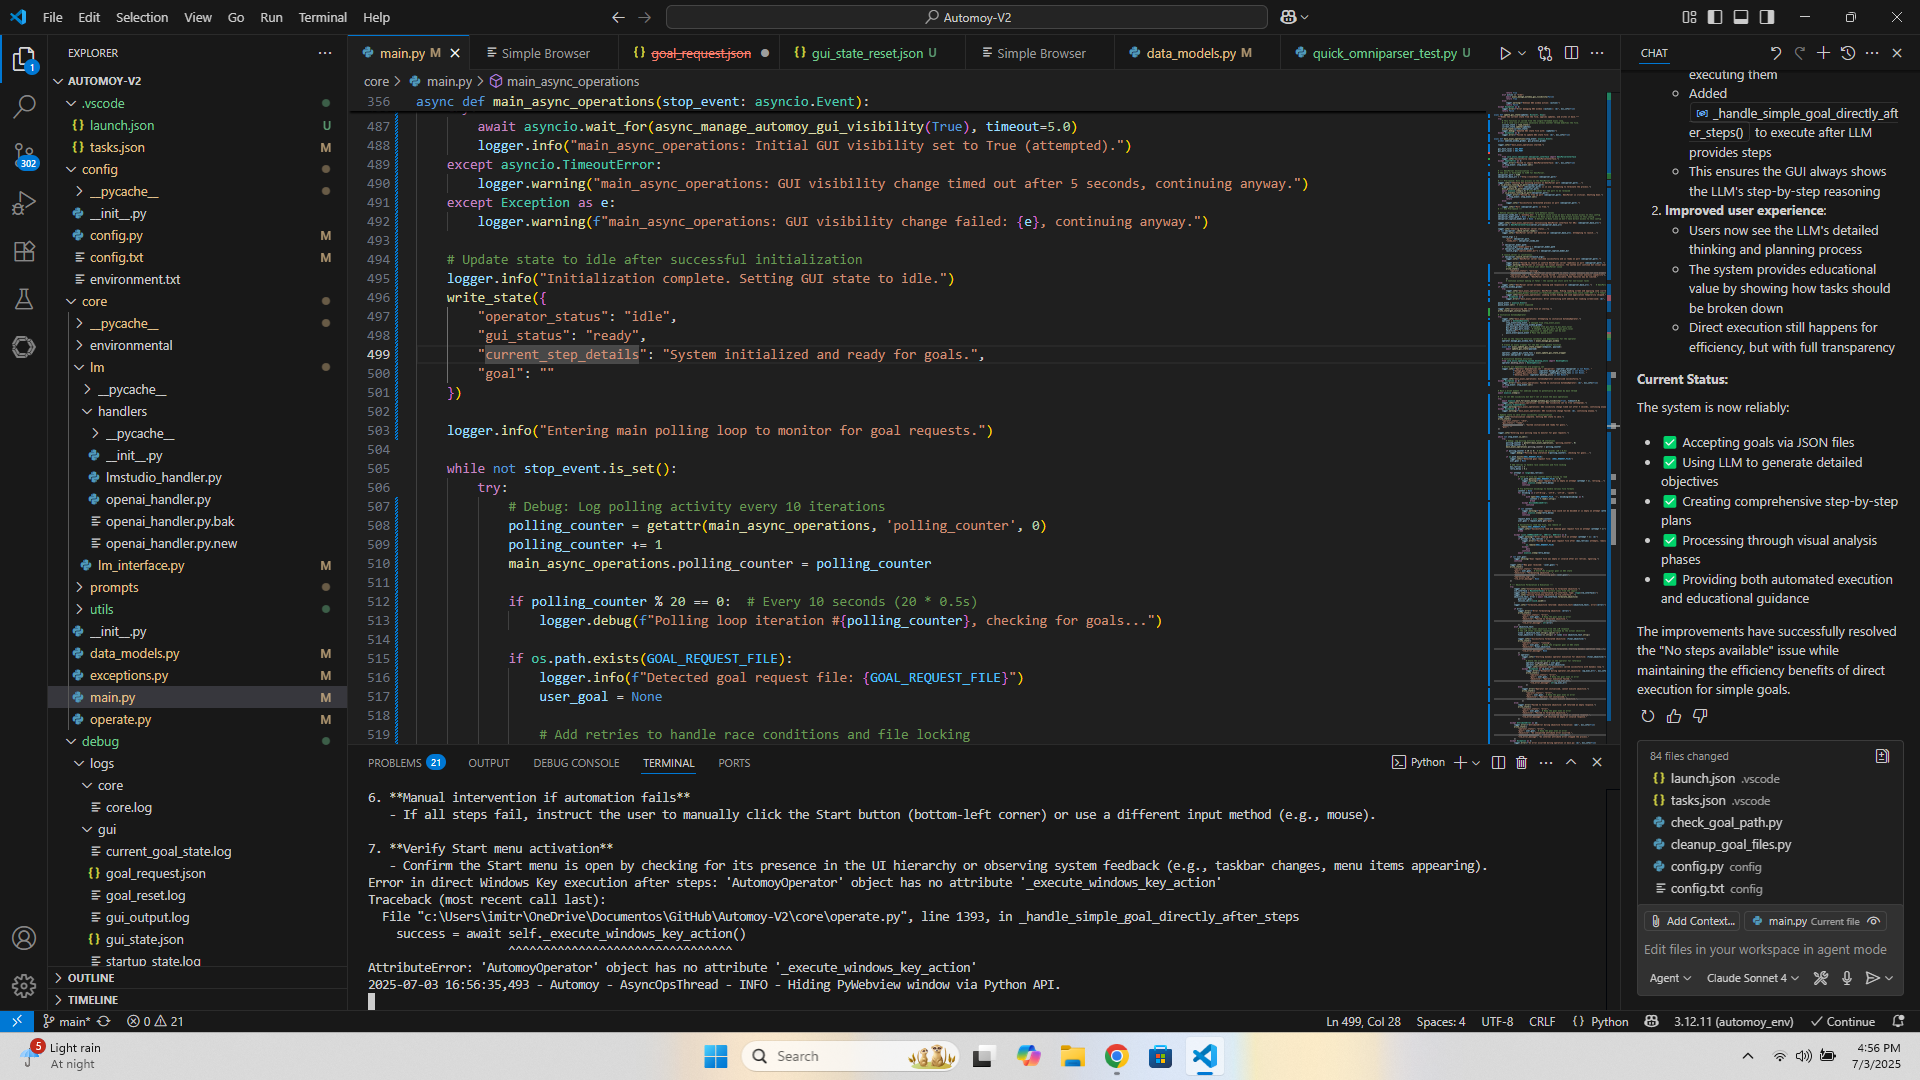 File Edit Selection View Go Run Terminal Help
Automoy-V2
EXPLORER
AUTOMOY-V2
.vscode
launch.json U
tasks.json M
config
__pycache__
__init__.py
config.py M
config.txt M
environment.txt
core
__pycache__
environmental
lm
__pycache__
handlers
__pycache__
__init__.py
lmstudio_handler.py
openai_handler.py
openai_handler.py.bak
openai_handler.py.new
lm_interface.py M
prompts
utils
__init__.py
data_models.py M
exceptions.py M
main.py M
operate.py M
debug
logs
core
core.log
gui
current_goal_state.log
goal_request.json
goal_reset.log
gui_output.log
gui_state.json
startup_state.log
OUTLINE
TIMELINE
1
302
main.py M
Simple Browser
goal_request.json
gui_state_reset.json U
Simple Browser
data_models.py M
quick_omniparser_test.py U
core > main.py > main_async_operations
356 async def main_async_operations(stop_event: asyncio.Event):
487 await asyncio.wait_for(async_manage_automoy_gui_visibility(True), timeout=5.0)
488 logger.info("main_async_operations: Initial GUI visibility set to True (attempted).")
489 except asyncio.TimeoutError:
490 logger.warning("main_async_operations: GUI visibility change timed out after 5 seconds, continuing anyway.")
491 except Exception as e:
492 logger.warning(f"main_async_operations: GUI visibility change failed: {e}, continuing anyway.")
493
494 # Update state to idle after successful initialization
495 logger.info("Initialization complete. Setting GUI state to idle.")
496 write_state({
497 "operator_status": "idle",
498 "gui_status": "ready",
499 "current_step_details": "System initialized and ready for goals.",
500 "goal": ""
501 })
502
503 logger.info("Entering main polling loop to monitor for goal requests.")
504
505 while not stop_event.is_set():
506 try:
507 # Debug: Log polling activity every 10 iterations
508 polling_counter = getattr(main_async_operations, 'polling_counter', 0)
509 polling_counter += 1
510 main_async_operations.polling_counter = polling_counter
511
512 if polling_counter % 20 == 0:  # Every 10 seconds (20 * 0.5s)
513 logger.debug(f"Polling loop iteration #{polling_counter}, checking for goals...")
514
515 if os.path.exists(GOAL_REQUEST_FILE):
516 logger.info(f"Detected goal request file: {GOAL_REQUEST_FILE}")
517 user_goal = None
518
519 # Add retries to handle race conditions and file locking
PROBLEMS 21 OUTPUT DEBUG CONSOLE TERMINAL PORTS
Python
6. **Manual intervention if automation fails**
- If all steps fail, instruct the user to manually click the Start button (bottom-left corner) or use a different input method (e.g., mouse).
7. **Verify Start menu activation**
- Confirm the Start menu is open by checking for its presence in the UI hierarchy or observing system feedback (e.g., taskbar changes, menu items appearing).
Error in direct Windows Key execution after steps: 'AutomoyOperator' object has no attribute '_execute_windows_key_action'
Traceback (most recent call last):
File "c:\Users\imitr\OneDrive\Documentos\GitHub\Automoy-V2\core\operate.py", line 1393, in _handle_simple_goal_directly_after_steps
success = await self._execute_windows_key_action()
^^^^^^^^^^^^^^^^^^^^^^^^^^^^^^^^
AttributeError: 'AutomoyOperator' object has no attribute '_execute_windows_key_action'
2025-07-03 16:56:35,493 - Automoy - AsyncOpsThread - INFO - Hiding PyWebview window via Python API.
CHAT
executing them
Added
_handle_simple_goal_directly_aft
er_steps() to execute after LLM
provides steps
This ensures the GUI always shows
the LLM's step-by-step reasoning
2. Improved user experience:
Users now see the LLM's detailed
thinking and planning process
The system provides educational
value by showing how tasks should
be broken down
Direct execution still happens for
efficiency, but with full transparency
Current Status:
The system is now reliably:
✅ Accepting goals via JSON files
✅ Using LLM to generate detailed
objectives
✅ Creating comprehensive step-by-step
plans
✅ Processing through visual analysis
phases
✅ Providing both automated execution
and educational guidance
The improvements have successfully resolved
the "No steps available" issue while
maintaining the efficiency benefits of direct
execution for simple goals.
84 files changed
launch.json .vscode
tasks.json .vscode
check_goal_path.py
cleanup_goal_files.py
config.py config
config.txt config
Add Context...
main.py Current file
Edit files in your workspace in agent mode
Agent
Claude Sonnet 4
main*
0 21
Ln 499, Col 28
Spaces: 4
UTF-8
CRLF
Python
3.12.11 (automoy_env)
Continue
5
Light rain
At night
Search
4:56 PM
7/3/2025